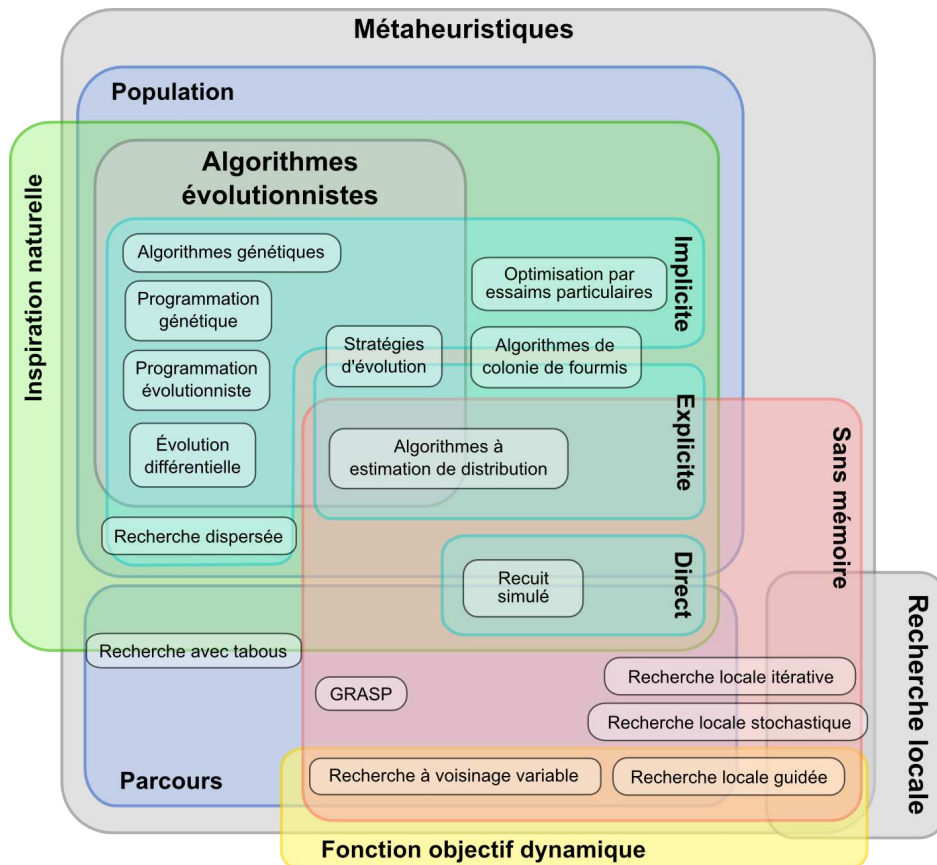 Métaheuristiques
Population
Inspiration naturelle
Algorithmes
évolutionnistes
Algorithmes génétiques
Implicite
Optimisation par
essaims particulaires
Programmation
génétique
Stratégies
d'évolution
Algorithmes de
colonie de fourmis
Programmation
évolutionniste
Explicite
Sans mémoire
Évolution
différentielle
Algorithmes à
estimation de distribution
Recherche dispersée
Direct
Recuit
simulé
Recherche locale
Recherche avec tabous
Recherche locale itérative
GRASP
Recherche locale stochastique
Parcours
Recherche à voisinage variable
Recherche locale guidée
Fonction objectif dynamique